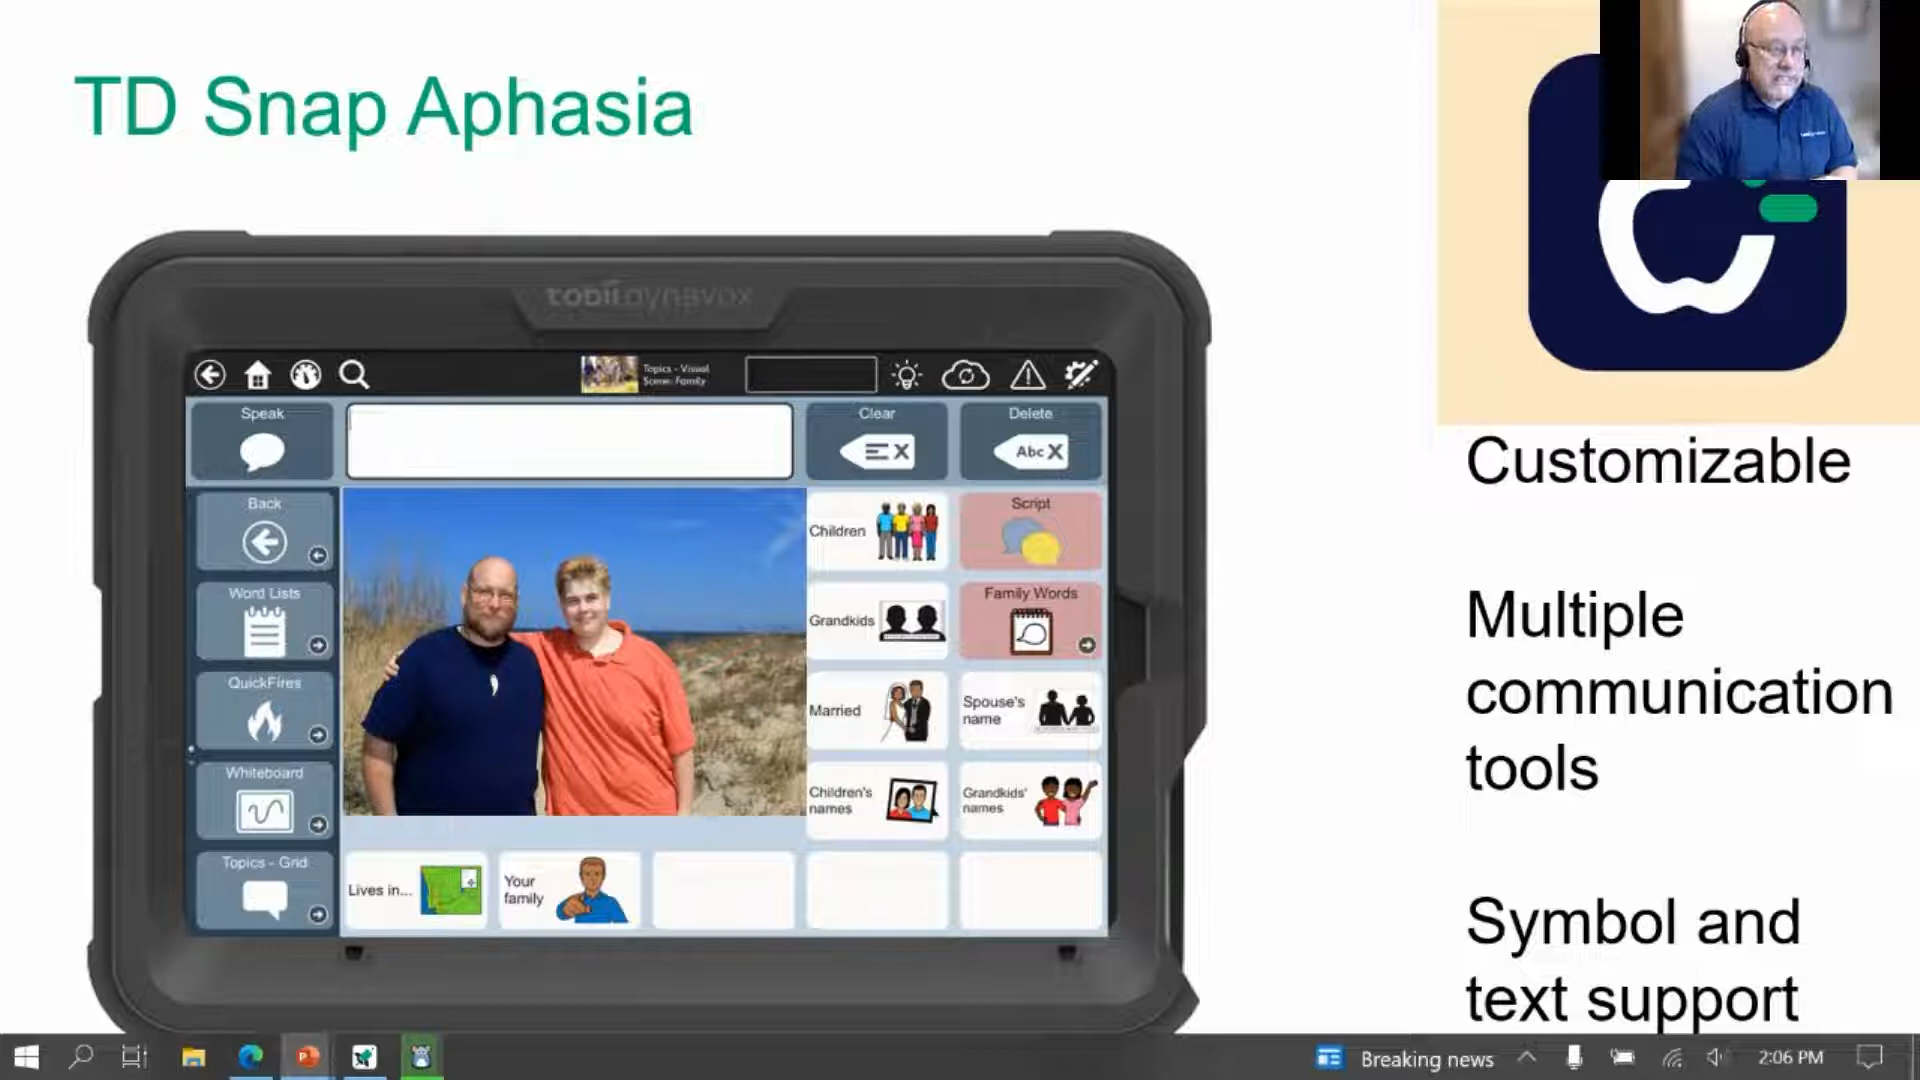 TD Snap Aphasia
tobii dynavox
Topics - Visual
Scene: Family
Speak
Clear
Delete
Abc X
Back
Children
Script
Word Lists
Grandkids
Family Words
QuickFires
Married
Spouse's
name
Whiteboard
Children's
names
Grandkids'
names
Topics - Grid
Lives in...
Your
family
Customizable
Multiple
communication
tools
Symbol and
text support
Breaking news
2:06 PM